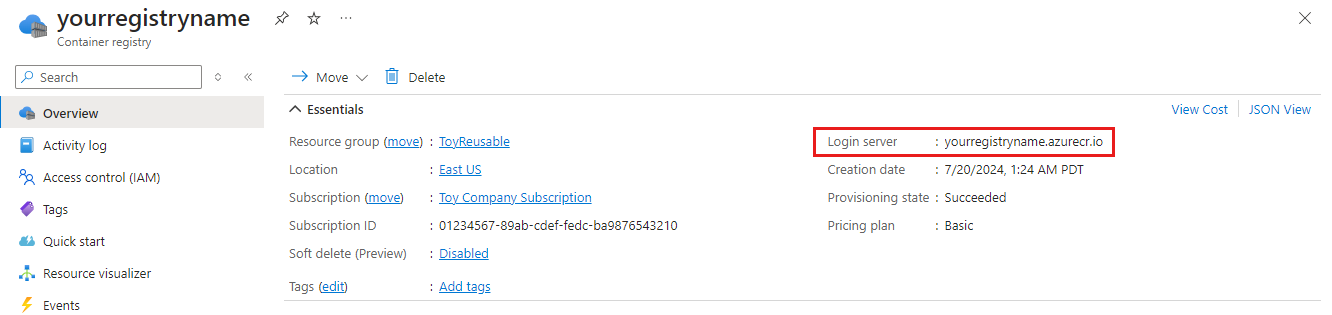 yourregistryname
Container registry
Search
Overview
Activity log
Access control (IAM)
Tags
Quick start
Resource visualizer
Events
Move
Delete
Essentials
View Cost
JSON View
Resource group (move) : ToyReusable
Location : East US
Subscription (move) : Toy Company Subscription
Subscription ID : 01234567-89ab-cdef-fedc-ba9876543210
Soft delete (Preview) : Disabled
Tags (edit) : Add tags
Login server : yourregistryname.azurecr.io
Creation date : 7/20/2024, 1:24 AM PDT
Provisioning state : Succeeded
Pricing plan : Basic